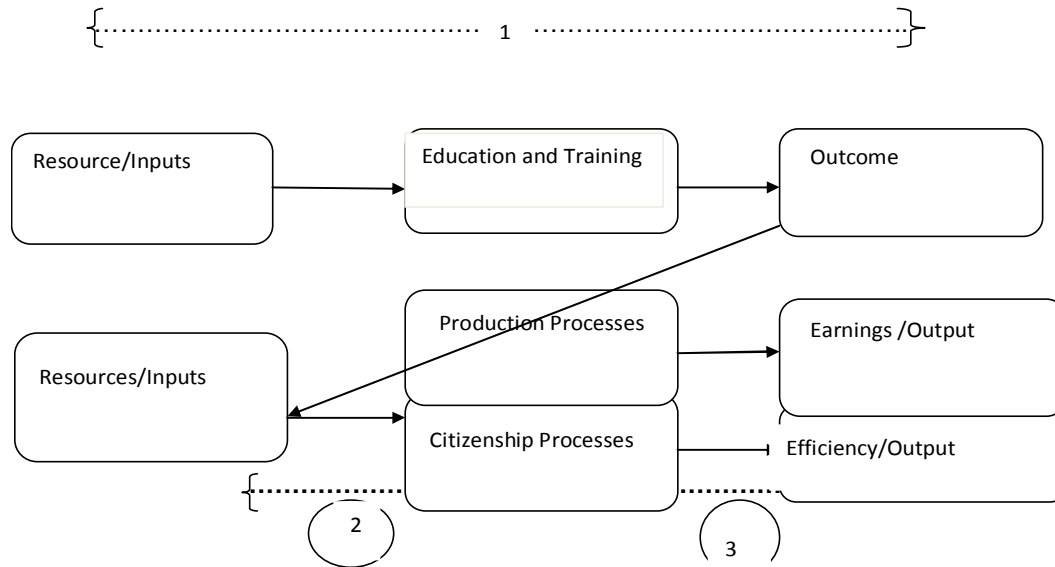 1
Resource/Inputs
Education and Training
Outcome
Production Processes
Earnings /Output
Resources/Inputs
Citizenship Processes
Efficiency/Output
2
3